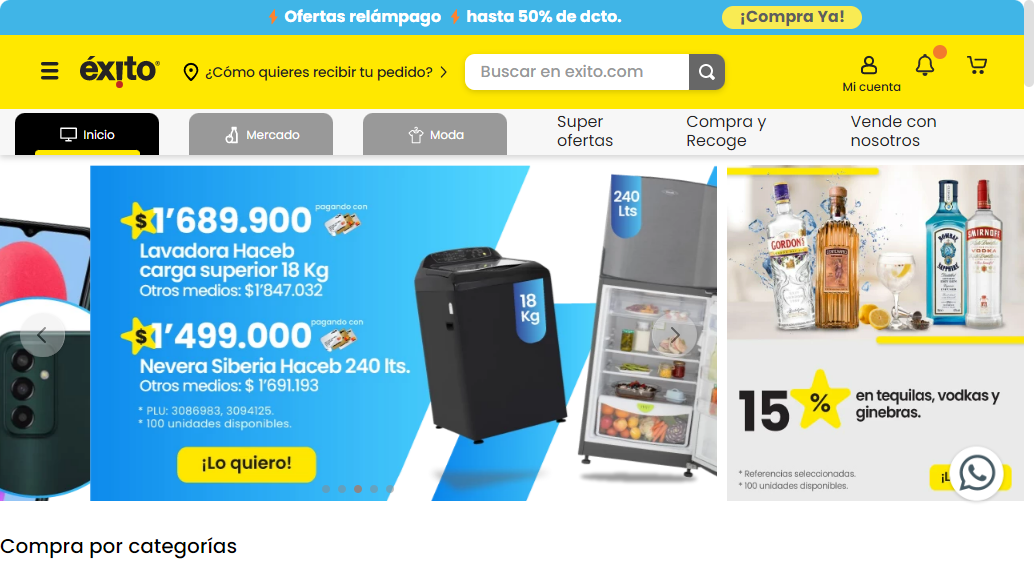 Ofertas relámpago hasta 50% de dcto.
¡Compra Ya!
éxito
¿Cómo quieres recibir tu pedido?
Buscar en exito.com
Mi cuenta
Inicio
Mercado
Moda
Super
ofertas
Compra y
Recoge
Vende con
nosotros
$1'689.900
pagando con
Lavadora Haceb
carga superior 18 Kg
Otros medios: $1'847.032
$1'499.000
pagando con
Nevera Siberia Haceb 240 lts.
Otros medios: $ 1'691.193
* PLU: 3086983, 3094125.
* 100 unidades disponibles.
¡Lo quiero!
18
Kg
240
Lts
GORDON'S
BOMBAY
SAPPHIRE
SMIRNOFF
VODKA
15 %
en tequilas, vodkas y
ginebras.
* Referencias seleccionadas.
* 100 unidades disponibles.
Compra por categorías